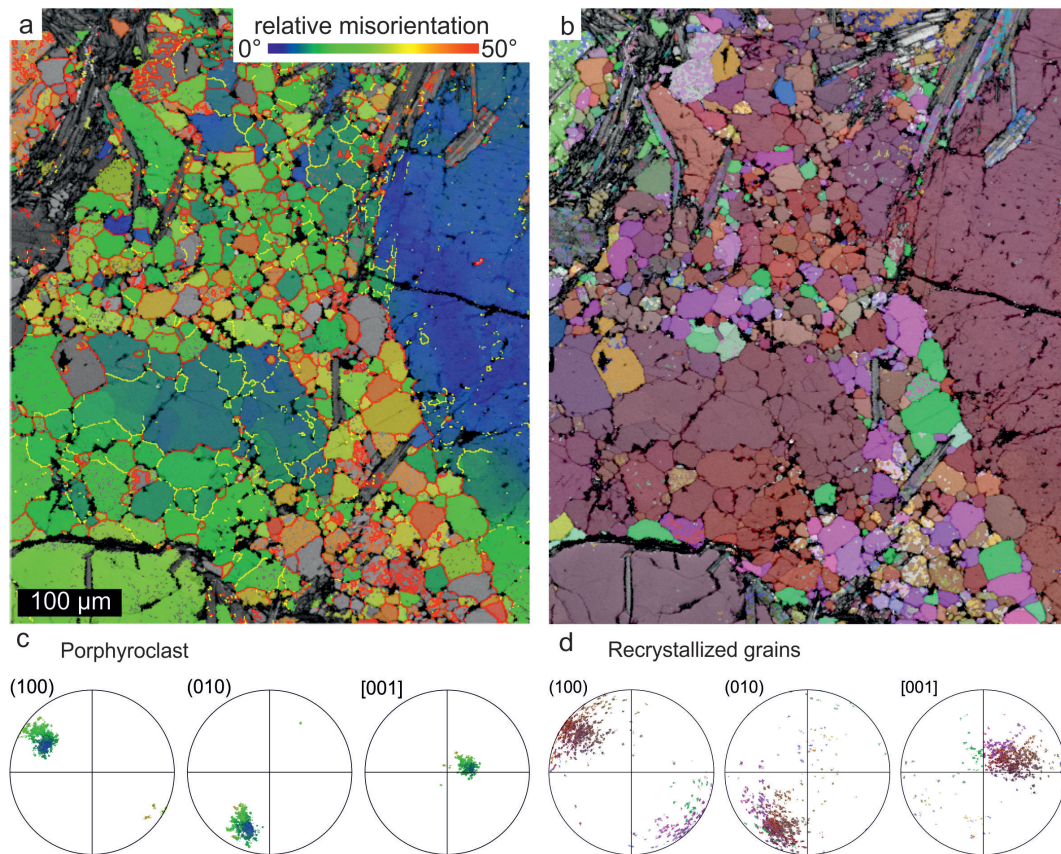 a
relative misorientation
0°
50°
b
100 µm
c
Porphyroclast
(100)
(010)
[001]
d
Recrystallized grains
(100)
(010)
[001]